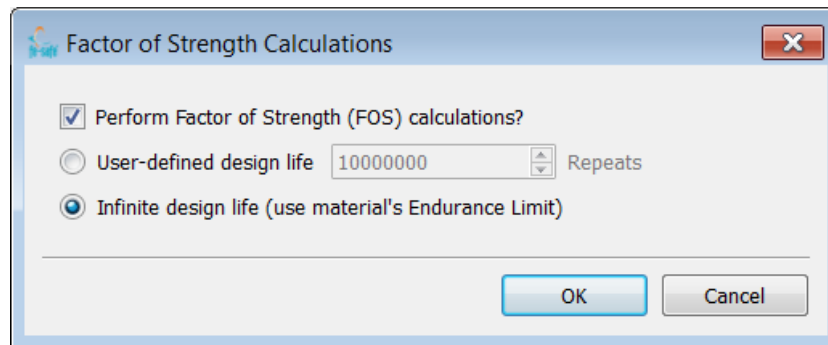 Factor of Strength Calculations
Perform Factor of Strength (FOS) calculations?
User-defined design life 10000000 Repeats
Infinite design life (use material's Endurance Limit)
OK Cancel